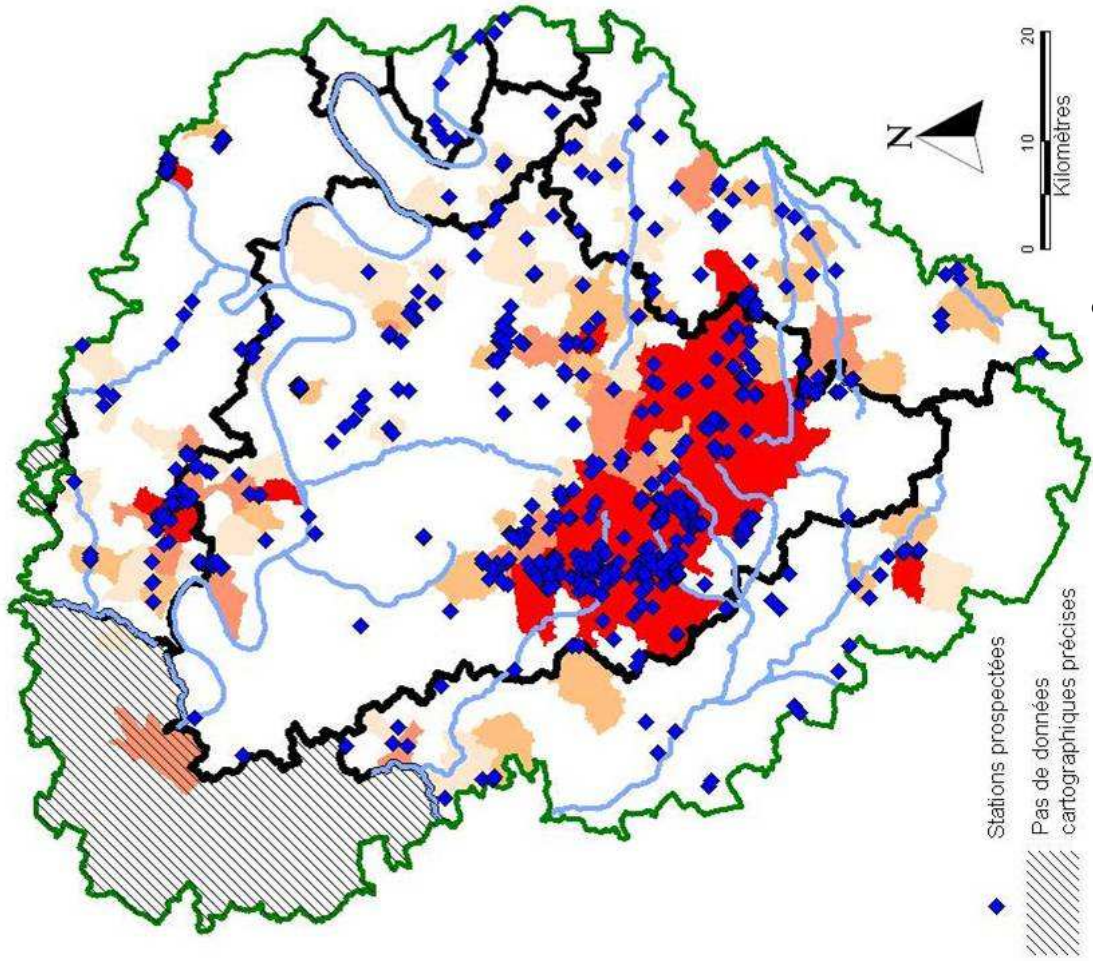 N
0 10 20
Kilomètres
Stations prospectées
Pas de données
cartographiques précises